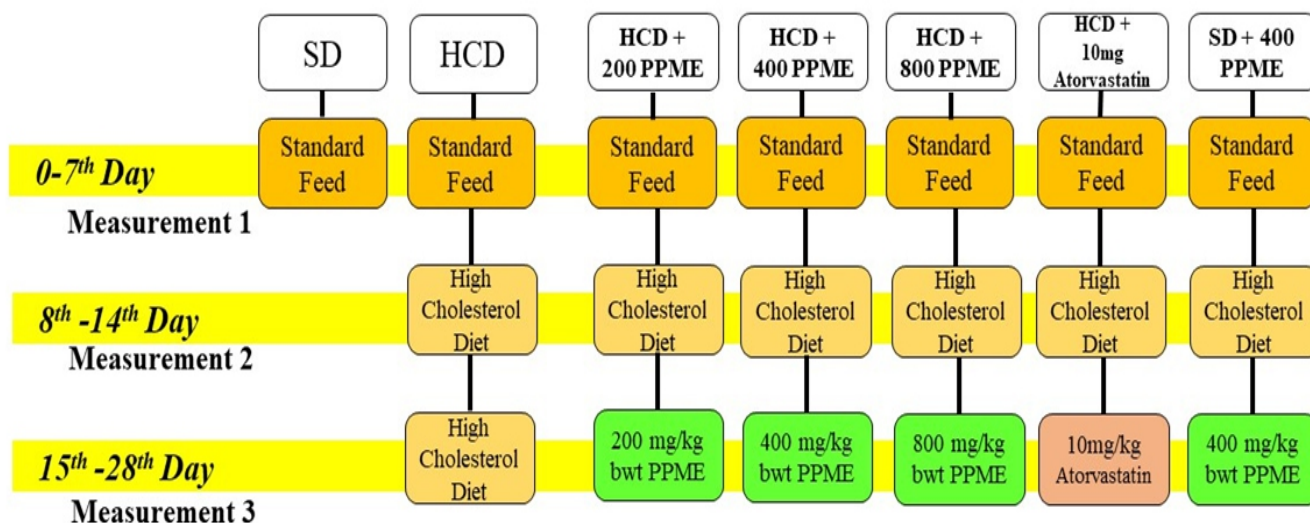 SD
HCD
HCD +
200 PPME
HCD +
400 PPME
HCD +
800 PPME
HCD +
10mg
Atorvastatin
SD + 400
PPME
0-7th Day
Standard
Feed
Standard
Feed
Standard
Feed
Standard
Feed
Standard
Feed
Standard
Feed
Standard
Feed
Measurement 1
8th -14th Day
High
Cholesterol
Diet
High
Cholesterol
Diet
High
Cholesterol
Diet
High
Cholesterol
Diet
High
Cholesterol
Diet
High
Cholesterol
Diet
Measurement 2
15th -28th Day
High
Cholesterol
Diet
200 mg/kg
bwt PPME
400 mg/kg
bwt PPME
800 mg/kg
bwt PPME
10mg/kg
Atorvastatin
400 mg/kg
bwt PPME
Measurement 3